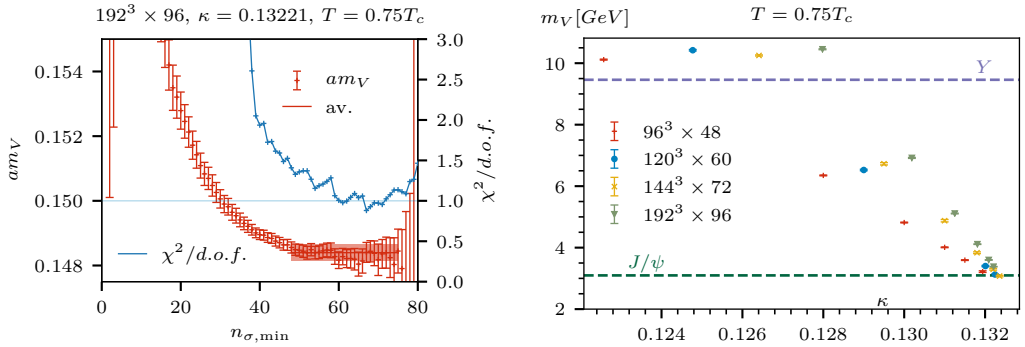 192³ × 96, κ = 0.13221, T = 0.75T_c
am_V
0.154
0.152
0.150
0.148
3.0
2.5
2.0
1.5
1.0
0.5
0.0
χ²/d.o.f.
am_V
av.
χ²/d.o.f.
0 20 40 60 80
n_σ,min
m_V[GeV] T = 0.75T_c
10
8
6
4
2
Υ
96³ × 48
120³ × 60
144³ × 72
192³ × 96
J/ψ
κ
0.124 0.126 0.128 0.130 0.132